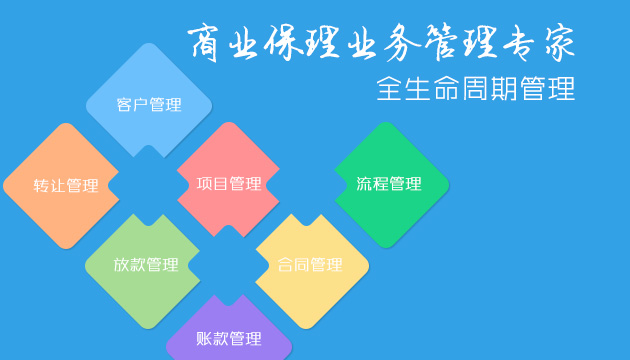 商业保理业务管理专家
全生命周期管理
客户管理
转让管理
项目管理
流程管理
放款管理
合同管理
账款管理